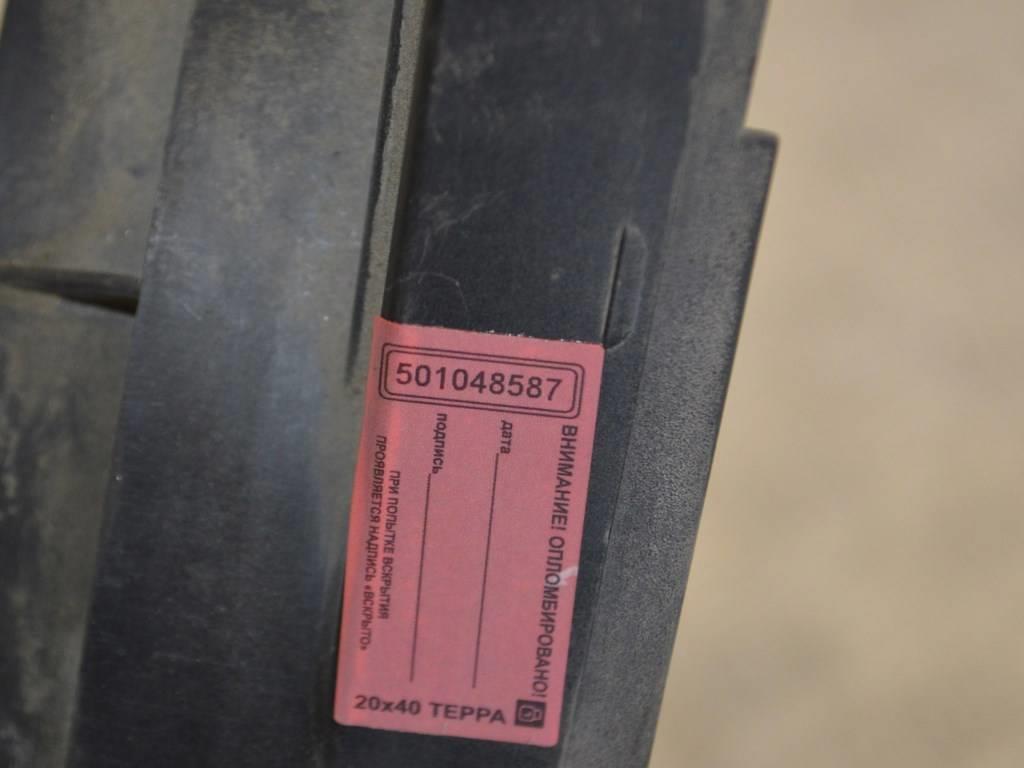 501048587
ВНИМАНИЕ! ОПЛОМБИРОВАНО!
дата
подпись
ПРИ ПОПЫТКЕ ВСКРЫТИЯ
ПРОЯВЛЯЕТСЯ НАДПИСЬ «ВСКРЫТО»
20x40 ТЕРРА